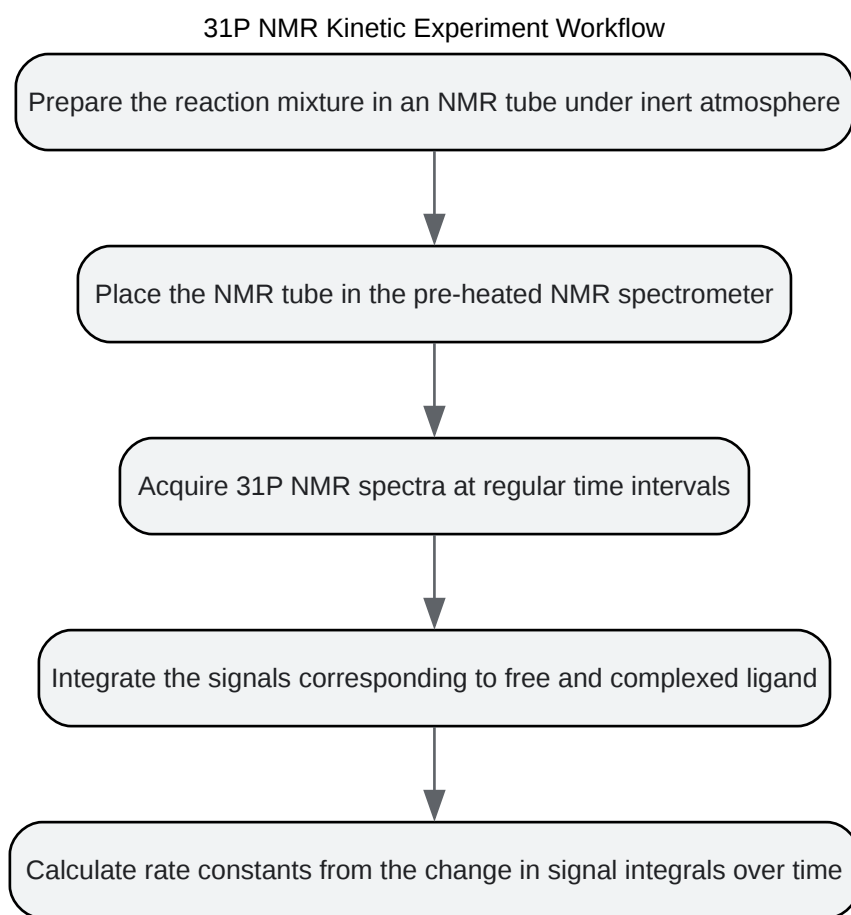 31P NMR Kinetic Experiment Workflow
Prepare the reaction mixture in an NMR tube under inert atmosphere
Place the NMR tube in the pre-heated NMR spectrometer
Acquire 31P NMR spectra at regular time intervals
Integrate the signals corresponding to free and complexed ligand
Calculate rate constants from the change in signal integrals over time